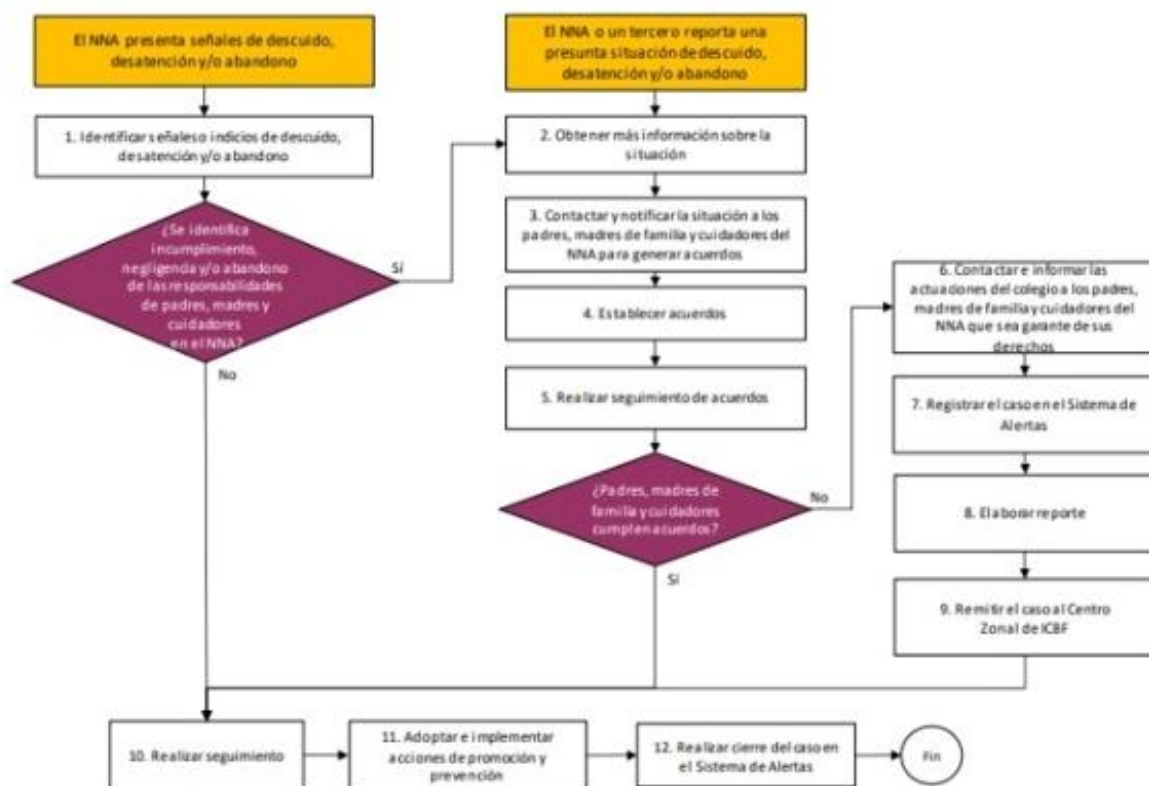 El NNA presenta señales de descuido,
desatención y/o abandono
El NNA o un tercero reporta una
presunta situación de descuido,
desatención y/o abandono
1. Identificar señales o indicios de descuido,
desatención y/o abandono
2. Obtener más información sobre la
situación
¿Se identifica
incumplimiento,
negligencia y/o abandono
de las responsabilidades
de padres, madres y
cuidadores
en el NNA?
Sí
No
3. Contactar y notificar la situación a los
padres, madres de familia y cuidadores del
NNA para generar acuerdos
4. Establecer acuerdos
5. Realizar seguimiento de acuerdos
¿Padres, madres de
familia y cuidadores
cumplen acuerdos?
No
Sí
6. Contactar e informar las
actuaciones del colegio a los padres,
madres de familia y cuidadores del
NNA que sea garante de sus
derechos
7. Registrar el caso en el Sistema de
Alertas
8. Elaborar reporte
9. Remitir el caso al Centro
Zonal de ICBF
10. Realizar seguimiento
11. Adoptar e implementar
acciones de promoción y
prevención
12. Realizar cierre del caso en
el Sistema de Alertas
Fin